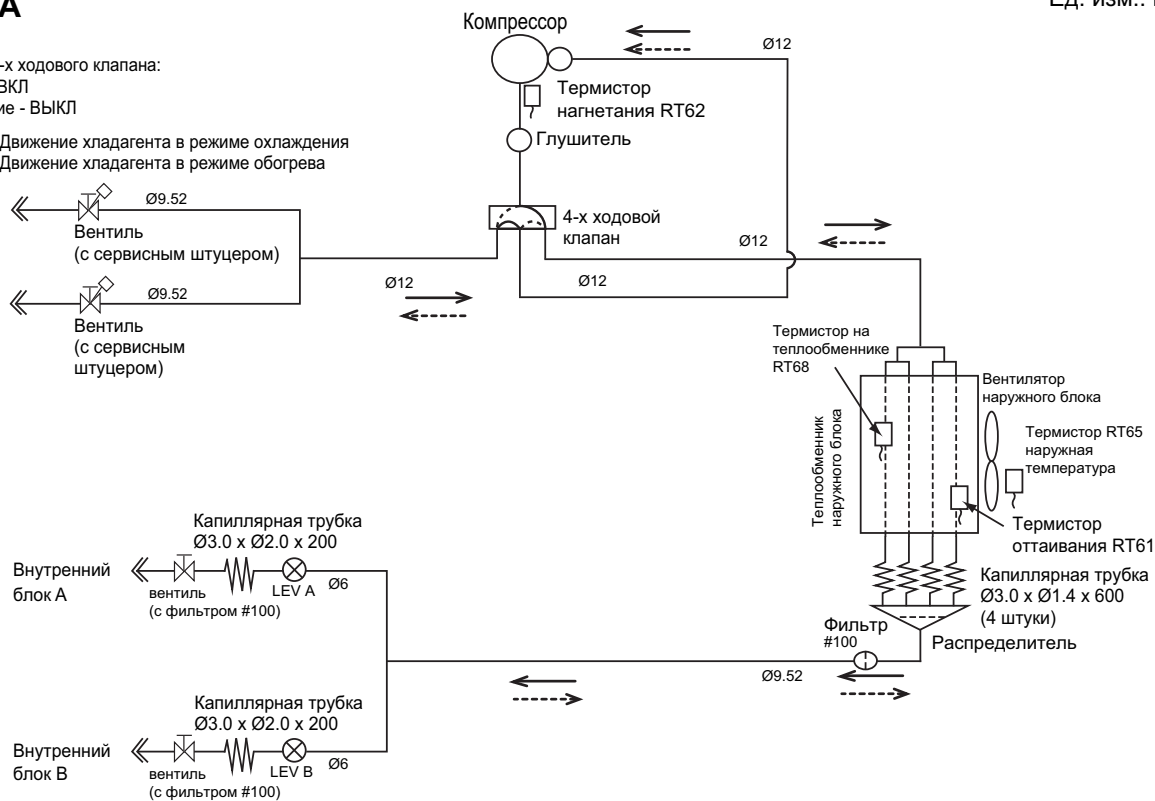 А
Ед. изм.:
-х ходового клапана:
ВКЛ
ие - ВЫКЛ
Движение хладагента в режиме охлаждения
Движение хладагента в режиме обогрева
Компрессор
Ø12
Термистор
нагнетания RT62
Глушитель
4-х ходовой
клапан
Ø9.52
Вентиль
(с сервисным штуцером)
Ø12
Ø12
Ø12
Ø9.52
Вентиль
(с сервисным
штуцером)
Термистор на
теплообменнике
RT68
Вентилятор
наружного блока
Теплообменник
наружного блока
Термистор RT65
наружная
температура
Термистор
оттаивания RT61
Капиллярная трубка
Ø3.0 x Ø1.4 x 600
(4 штуки)
Распределитель
Фильтр
#100
Ø9.52
Капиллярная трубка
Ø3.0 x Ø2.0 x 200
Внутренний
блок А
вентиль
(с фильтром #100)
LEV A
Ø6
Капиллярная трубка
Ø3.0 x Ø2.0 x 200
Внутренний
блок В
вентиль
(с фильтром #100)
LEV B
Ø6